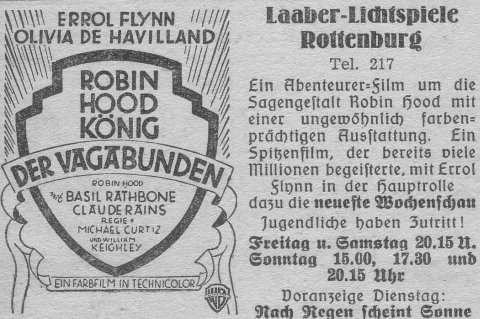 ERROL FLYNN
OLIVIA DE HAVILLAND
ROBIN
HOOD
KÖNIG
DER VAGABUNDEN
ROBIN HOOD
BASIL RATHBONE
CLAUDE RAINS
REGIE
MICHAEL CURTIZ
UND WILLIAM
KEIGHLEY
EIN FARBFILM IN TECHNICOLOR
WB
Laaber-Lichtspiele
Rottenburg
Tel. 217
Ein Abenteurer-Film um die
Sagengestalt Robin Hood mit
einer ungewöhnlich farben-
prächtigen Ausstattung. Ein
Spitzenfilm, der bereits viele
Millionen begeisterte, mit Errol
Flynn in der Hauptrolle
dazu die neueste Wochenschau
Jugendliche haben Zutritt!
Freitag u. Samstag 20.15 U.
Sonntag 15.00, 17.30 und
20.15 Uhr
Voranzeige Dienstag:
Nach Regen scheint Sonne